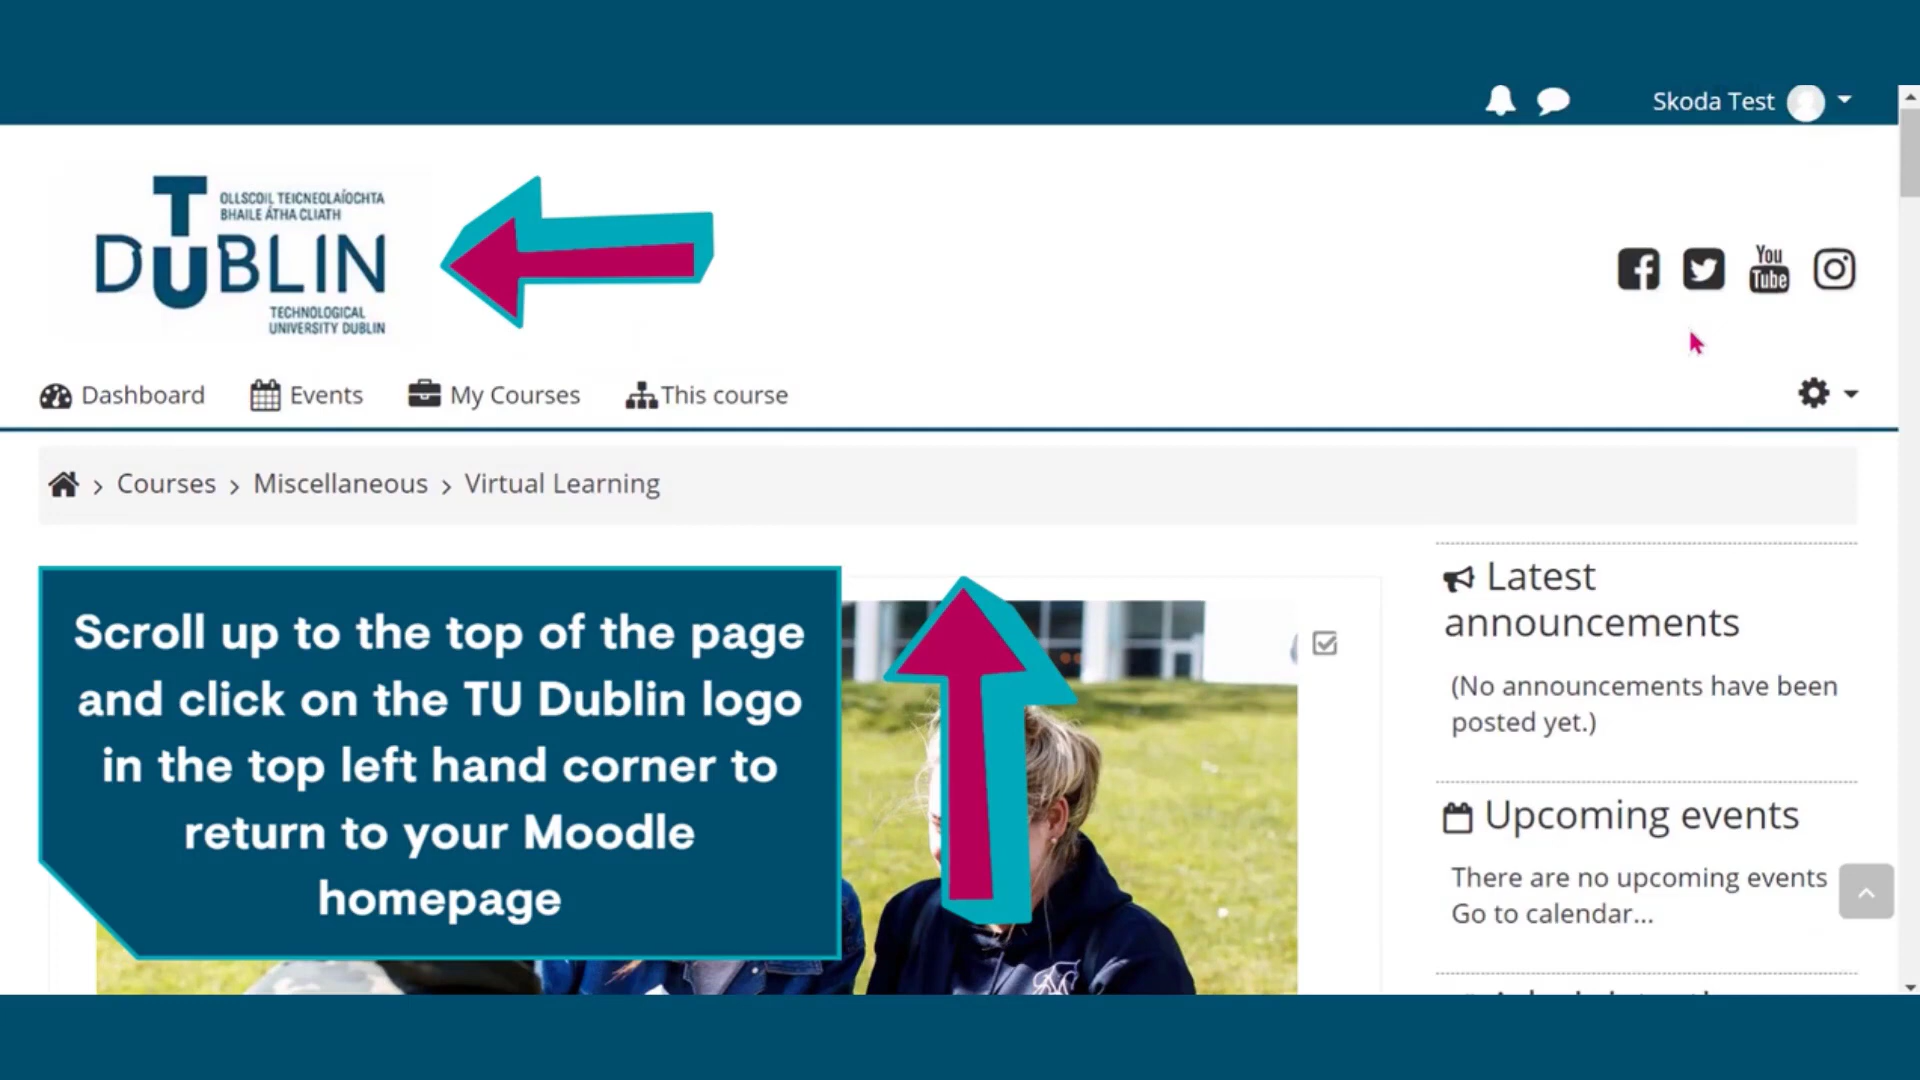 Skoda Test
T
OLLSCOIL TEICNEOLAÍOCHTA
BHAILE ÁTHA CLIATH
DUBLIN
TECHNOLOGICAL
UNIVERSITY DUBLIN
You
Tube
Dashboard
Events
My Courses
This course
Courses
Miscellaneous
Virtual Learning
Scroll up to the top of the page
and click on the TU Dublin logo
in the top left hand corner to
return to your Moodle
homepage
Latest
announcements
(No announcements have been
posted yet.)
Upcoming events
There are no upcoming events
Go to calendar...